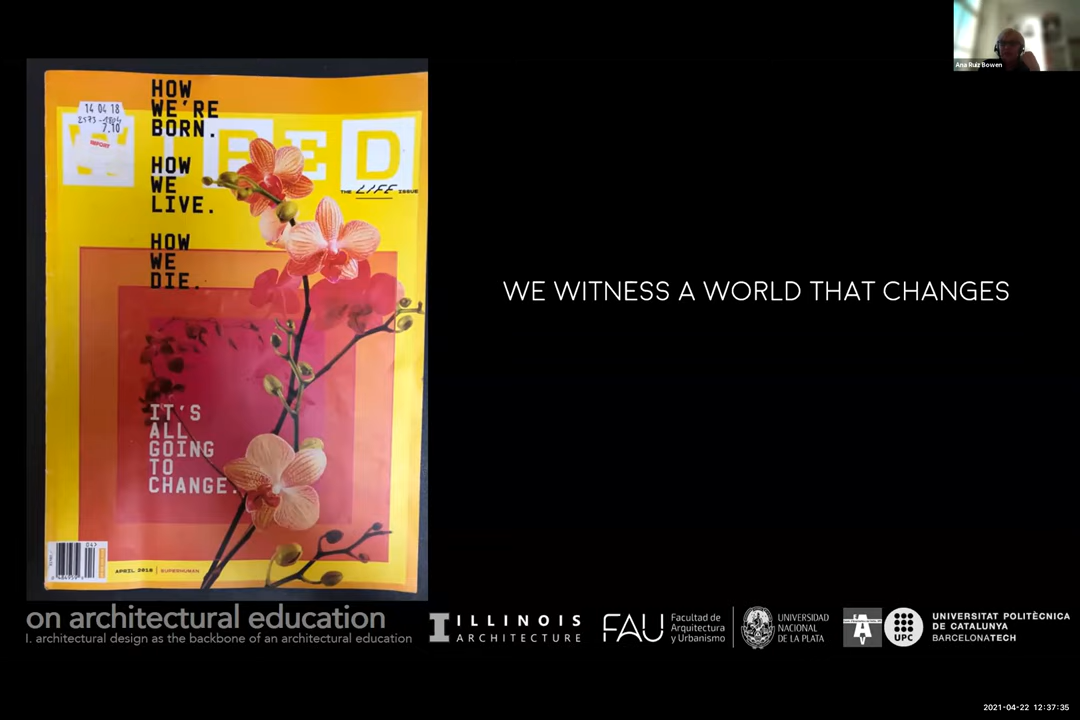 Ana Ruiz Bowen
14 04 18
7.10
REPORT
HOW
WE'RE
BORN.
HOW
WE
LIVE.
HOW
WE
DIE.
WIRED
THE LIFE ISSUE
IT'S
ALL
GOING
TO
CHANGE.
APRIL 2018 | SUPERHUMAN
WE WITNESS A WORLD THAT CHANGES
on architectural education
I. architectural design as the backbone of an architectural education
ILLINOIS
ARCHITECTURE
FAU
Facultad de
Arquitectura
y Urbanismo
UNIVERSIDAD
NACIONAL
DE LA PLATA
UPC
UNIVERSITAT POLITÈCNICA
DE CATALUNYA
BARCELONATECH
2021-04-22 12:37:35